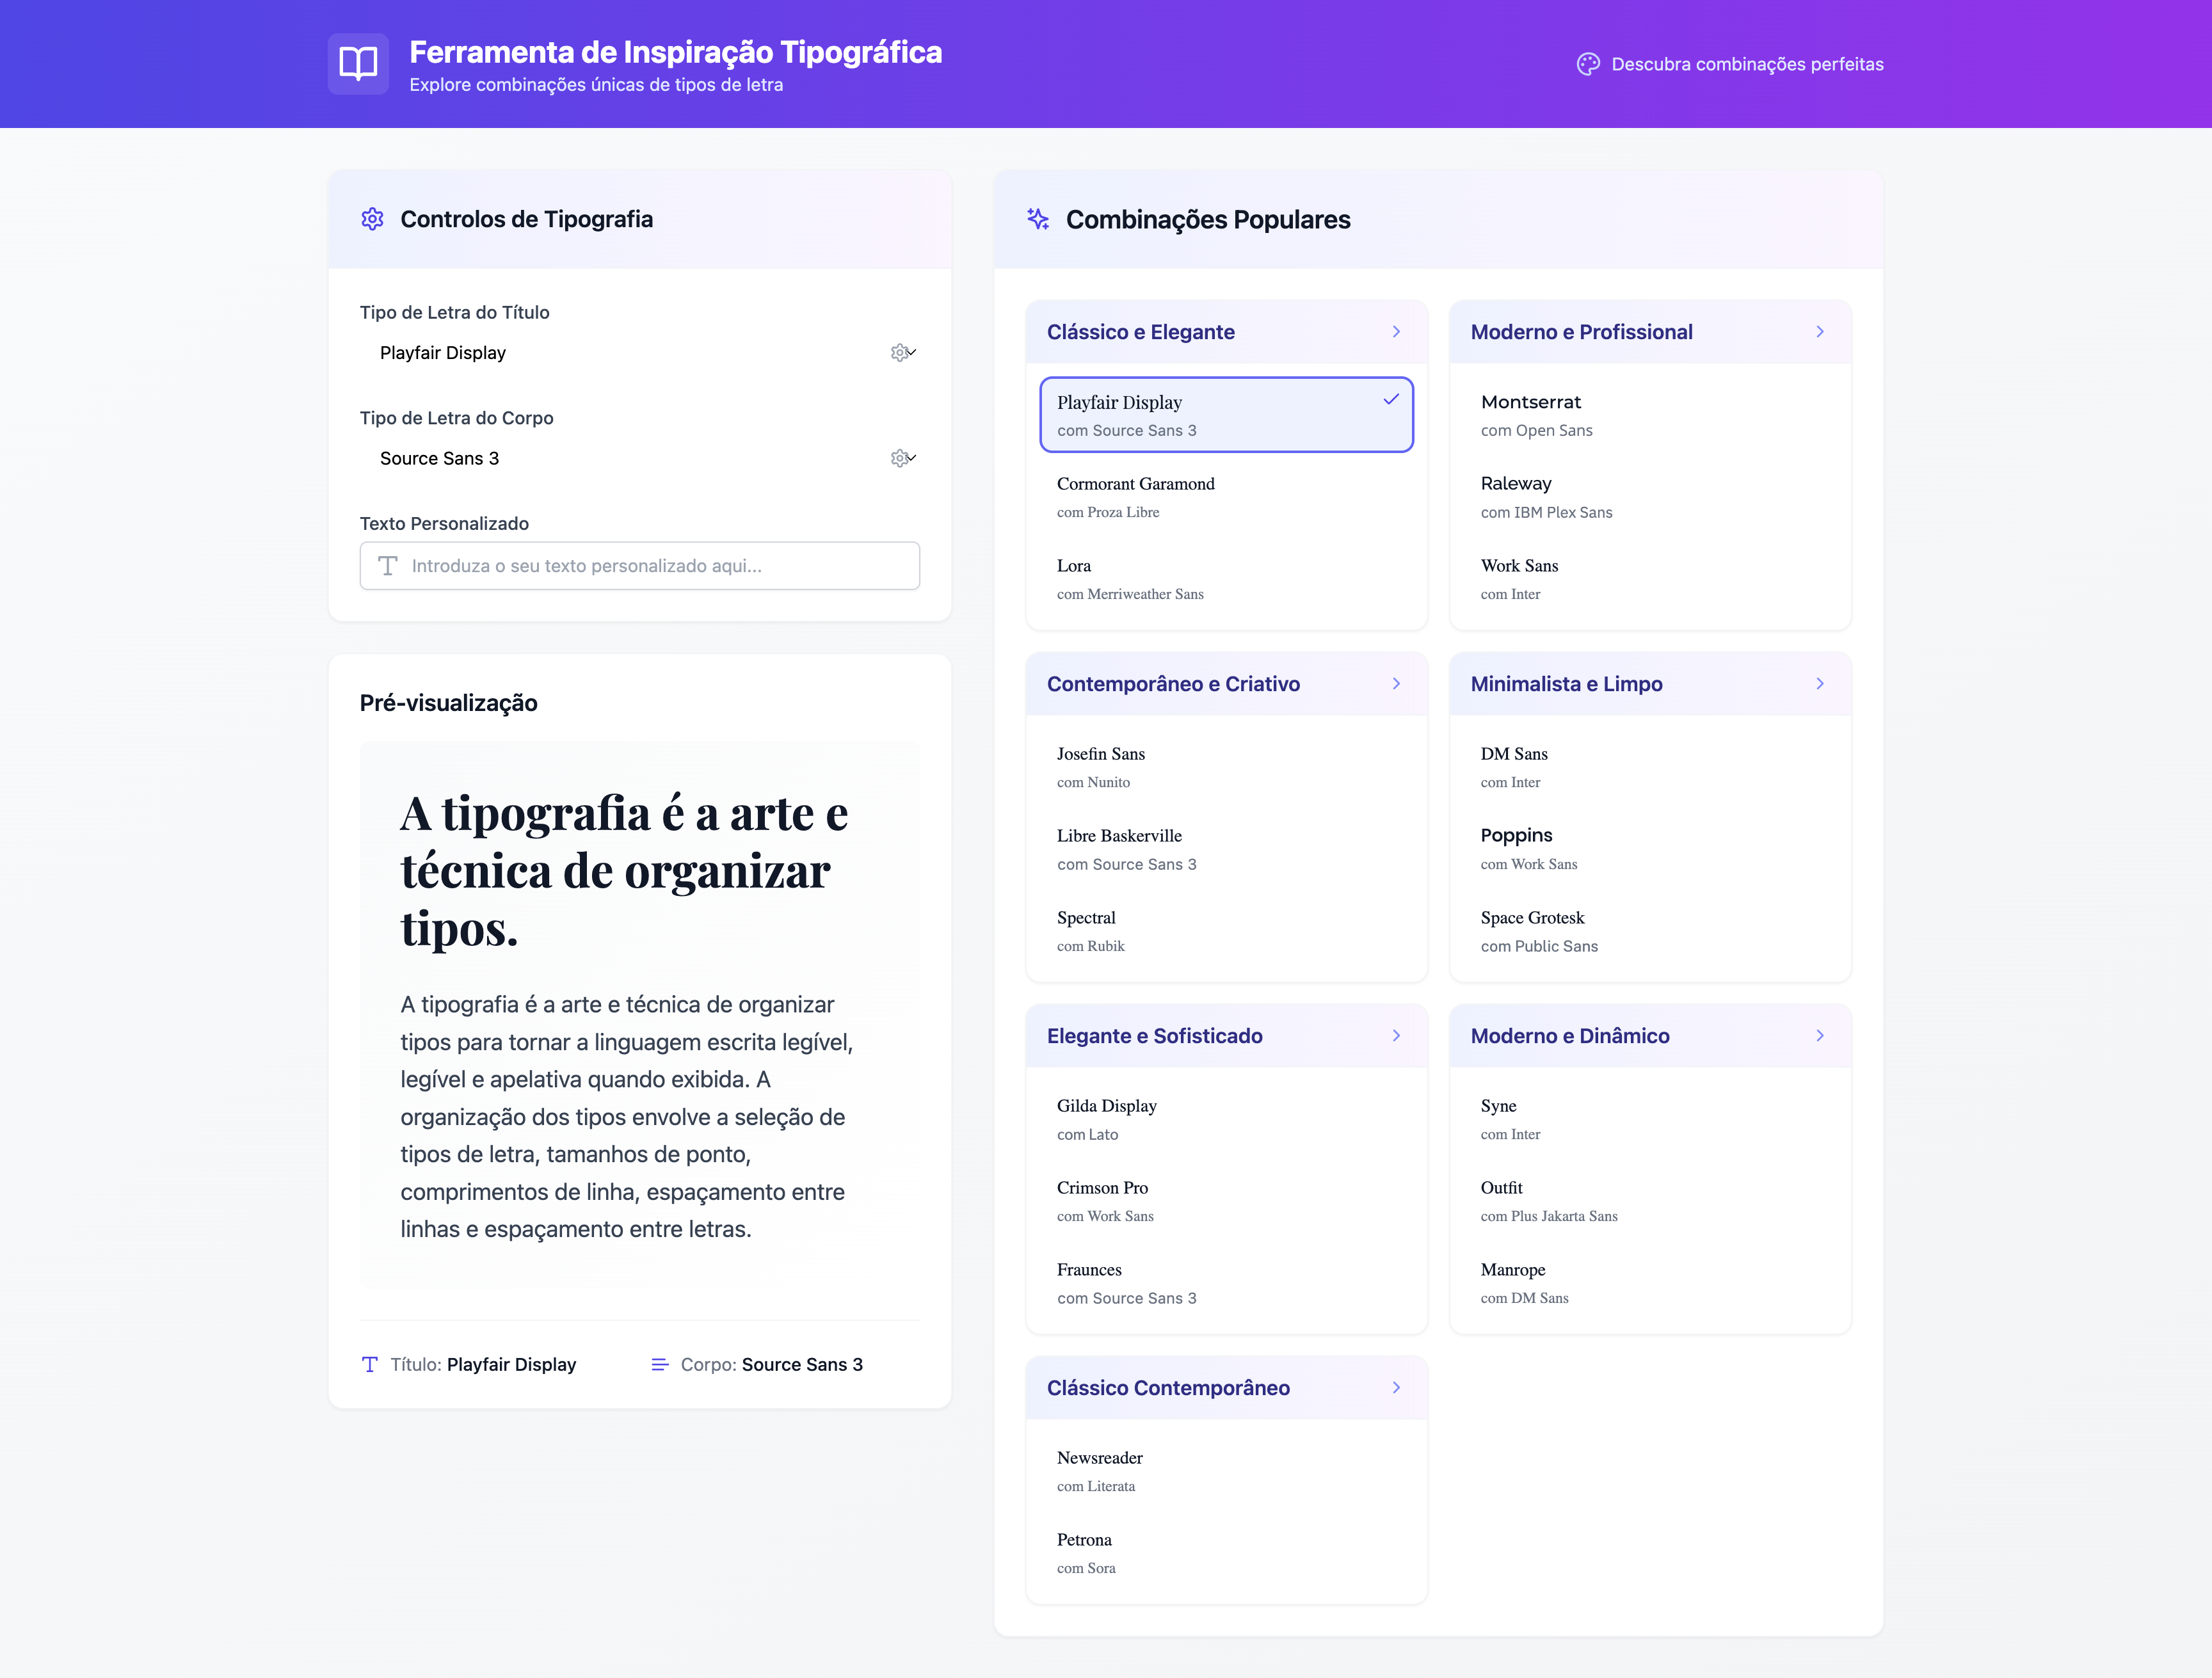 Ferramenta de Inspiração Tipográfica
Explore combinações únicas de tipos de letra
Descubra combinações perfeitas
Controlos de Tipografia
Tipo de Letra do Título
Playfair Display
Tipo de Letra do Corpo
Source Sans 3
Texto Personalizado
Introduza o seu texto personalizado aqui...
Pré-visualização
A tipografia é a arte e
técnica de organizar
tipos.
A tipografia é a arte e técnica de organizar
tipos para tornar a linguagem escrita legível,
legível e apelativa quando exibida. A
organização dos tipos envolve a seleção de
tipos de letra, tamanhos de ponto,
comprimentos de linha, espaçamento entre
linhas e espaçamento entre letras.
Título: Playfair Display
Corpo: Source Sans 3
Combinações Populares
Clássico e Elegante
Playfair Display
com Source Sans 3
Cormorant Garamond
com Proza Libre
Lora
com Merriweather Sans
Moderno e Profissional
Montserrat
com Open Sans
Raleway
com IBM Plex Sans
Work Sans
com Inter
Contemporâneo e Criativo
Josefin Sans
com Nunito
Libre Baskerville
com Source Sans 3
Spectral
com Rubik
Minimalista e Limpo
DM Sans
com Inter
Poppins
com Work Sans
Space Grotesk
com Public Sans
Elegante e Sofisticado
Gilda Display
com Lato
Crimson Pro
com Work Sans
Fraunces
com Source Sans 3
Moderno e Dinâmico
Syne
com Inter
Outfit
com Plus Jakarta Sans
Manrope
com DM Sans
Clássico Contemporâneo
Newsreader
com Literata
Petrona
com Sora